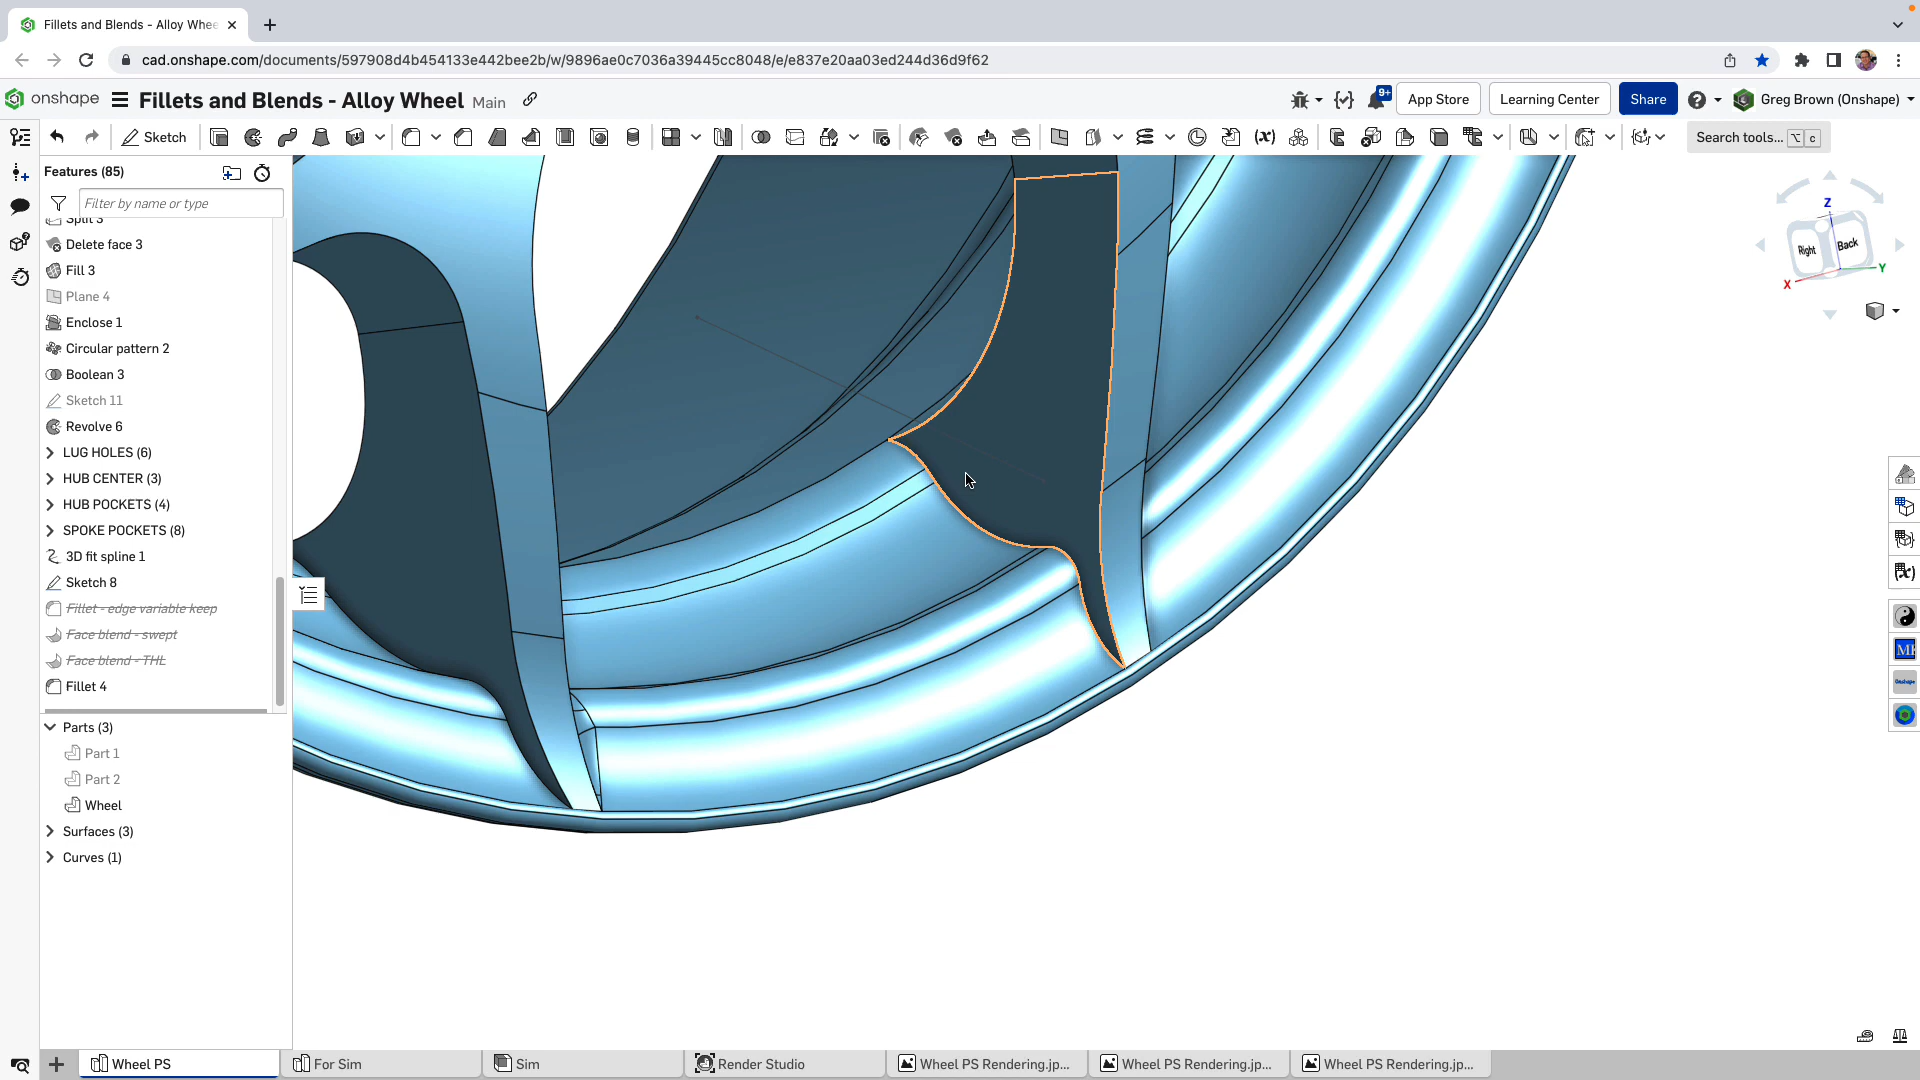 Fillets and Blends - Alloy Whee
cad.onshape.com/documents/597908d4b454133e442bee2b/w/9896ae0c7036a39445cc8048/e/e837e20aa03ed244d36d9f62
onshape
Fillets and Blends - Alloy Wheel Main
9+
App Store
Learning Center
Share
Greg Brown (Onshape)
Sketch
(x)
Search tools... ⌥ c
Features (85)
Filter by name or type
Split 3
Delete face 3
Fill 3
Plane 4
Enclose 1
Circular pattern 2
Boolean 3
Sketch 11
Revolve 6
LUG HOLES (6)
HUB CENTER (3)
HUB POCKETS (4)
SPOKE POCKETS (8)
3D fit spline 1
Sketch 8
Fillet - edge variable keep
Face blend - swept
Face blend - THL
Fillet 4
Parts (3)
Part 1
Part 2
Wheel
Surfaces (3)
Curves (1)
Z
Right
Back
X
Y
(x)
MK
Onshape
Wheel PS
For Sim
Sim
Render Studio
Wheel PS Rendering.jp...
Wheel PS Rendering.jp...
Wheel PS Rendering.jp...